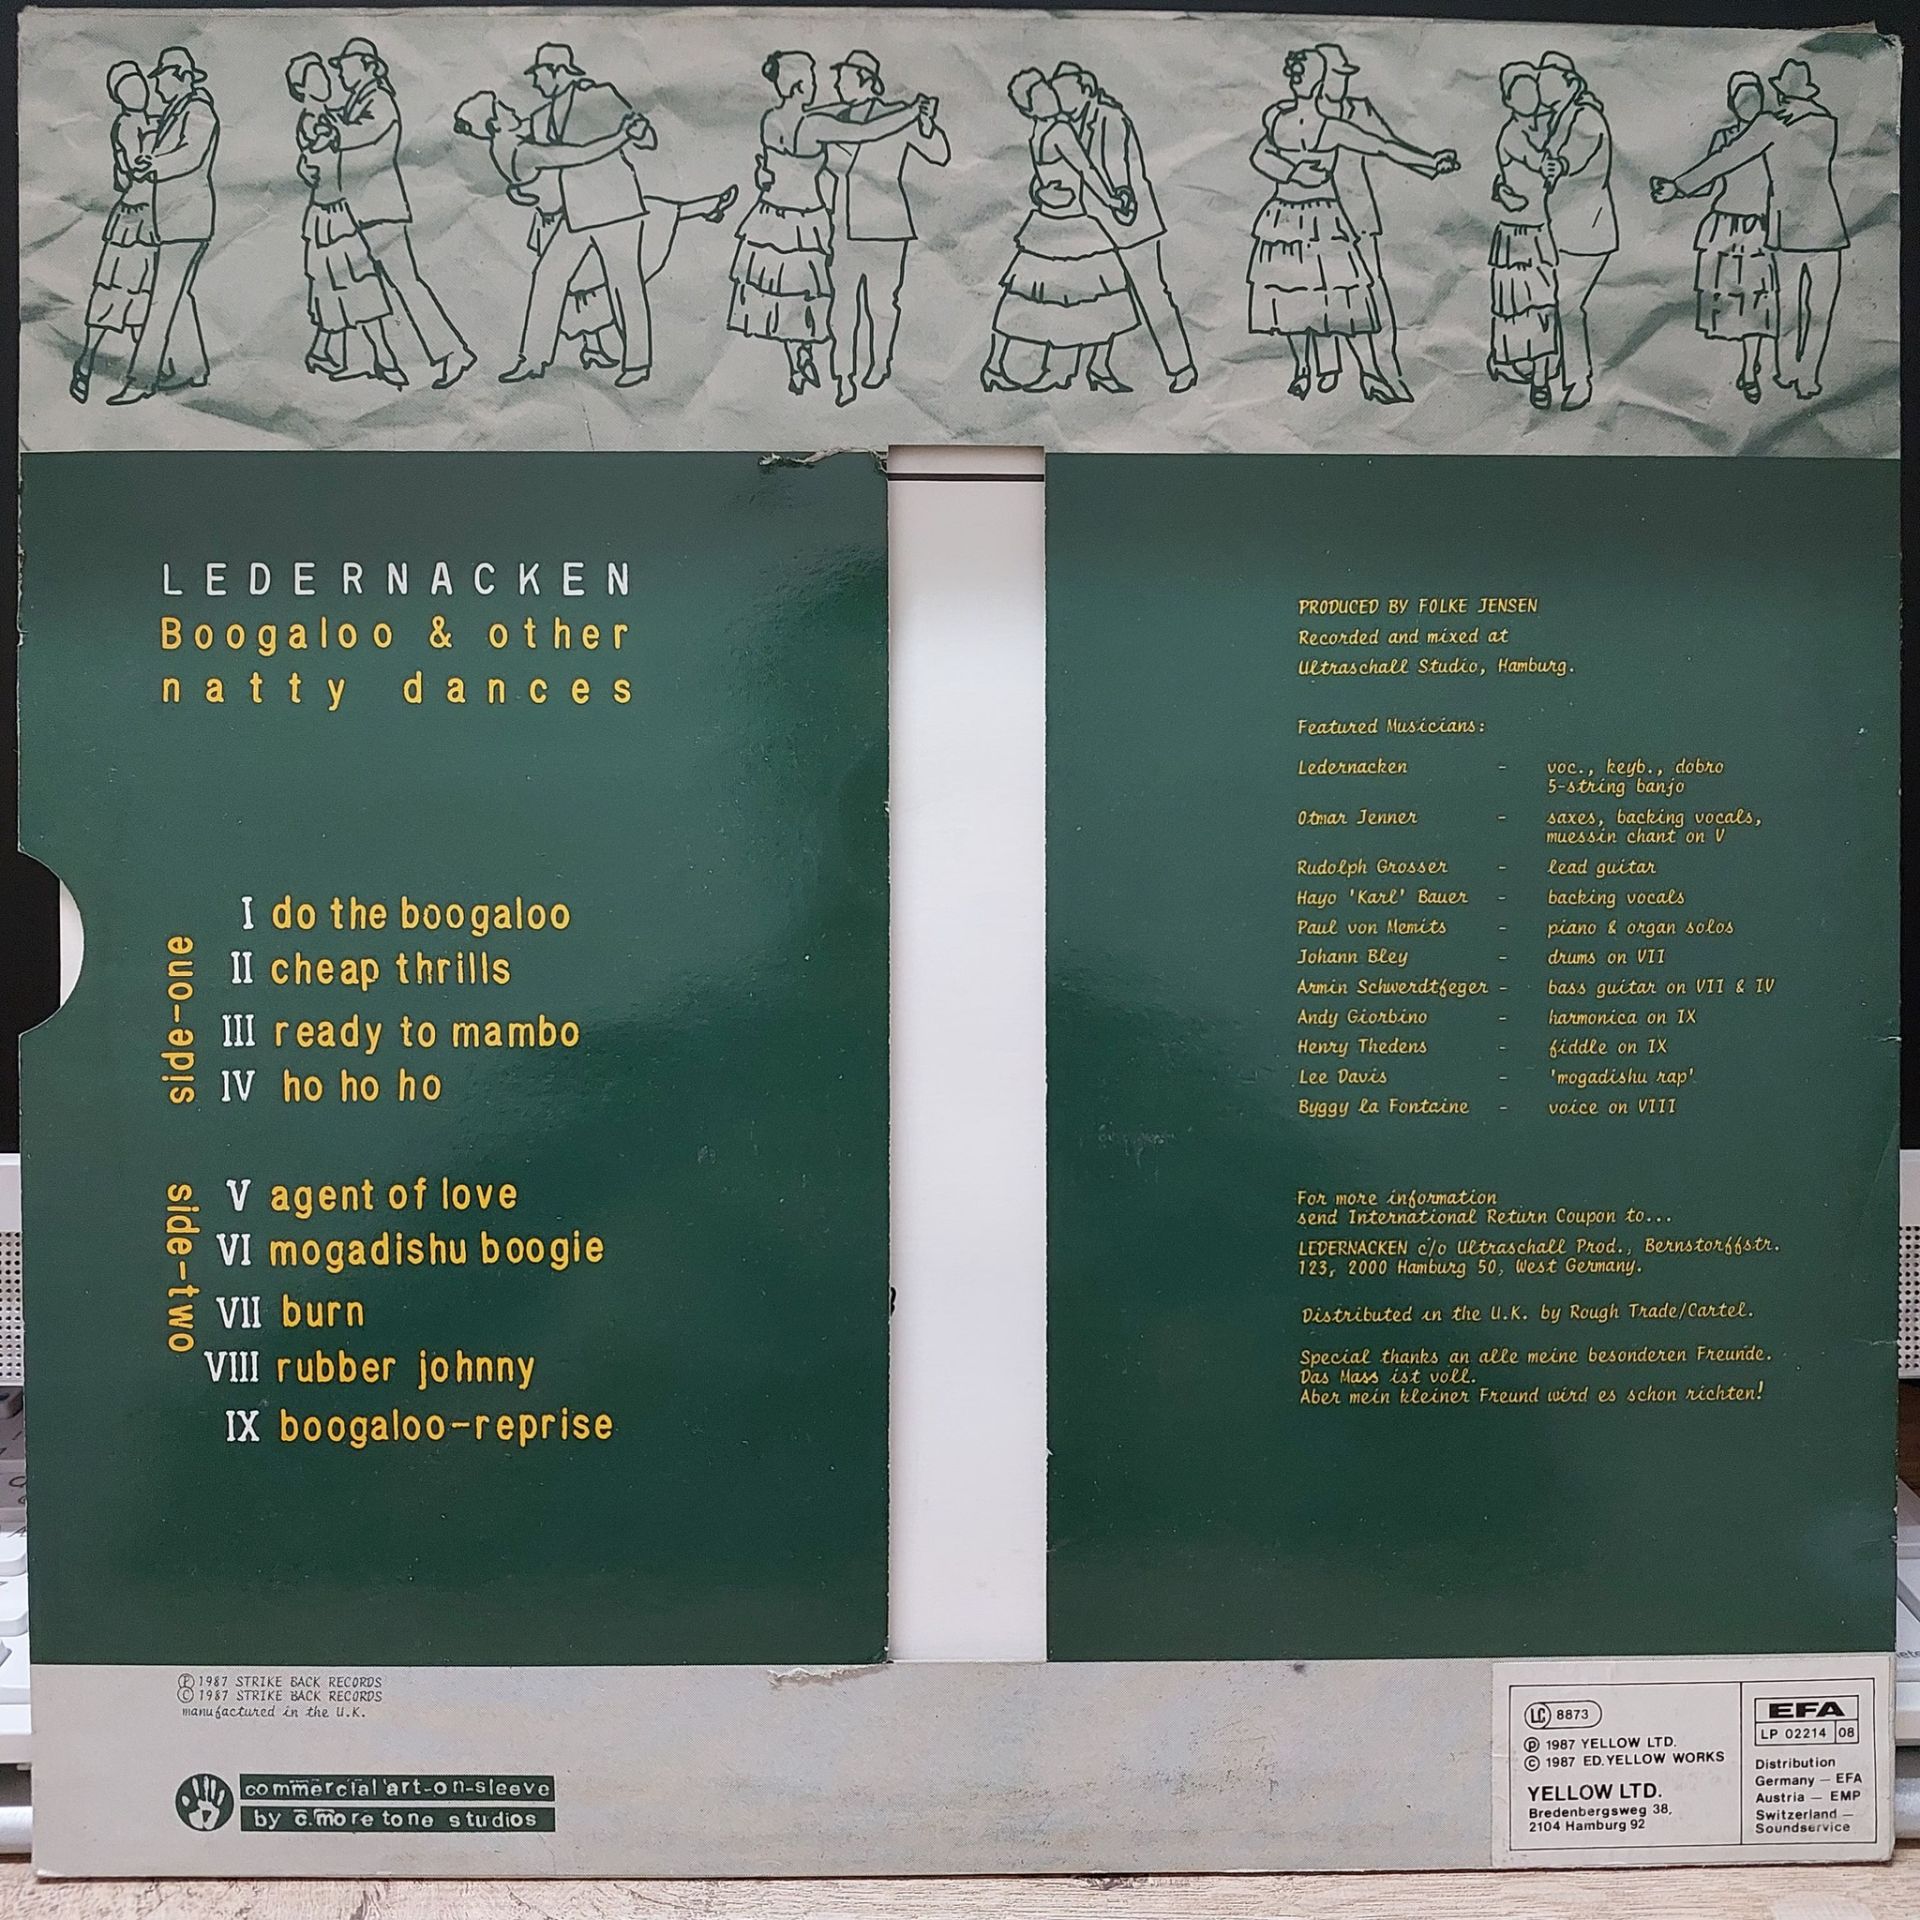 LEDERNACKEN
Boogaloo & other
natty dances
side-one
I do the boogaloo
II cheap thrills
III ready to mambo
IV ho ho ho
side-two
V agent of love
VI mogadishu boogie
VII burn
VIII rubber johnny
IX boogaloo-reprise
PRODUCED BY FOLKE JENSEN
Recorded and mixed at
Ultraschall Studio, Hamburg.
Featured Musicians:
Ledernacken - voc., keyb., dobro
5-string banjo
Otmar Jenner - saxes, backing vocals,
muessin chant on V
Rudolph Grosser - lead guitar
Hayo 'Karl' Bauer - backing vocals
Paul von Memits - piano & organ solos
Johann Bley - drums on VII
Armin Schwerdtfeger - bass guitar on VII & IV
Andy Giorbino - harmonica on IX
Henry Thedens - fiddle on IX
Lee Davis - 'mogadishu rap'
Byggy la Fontaine - voice on VIII
For more information
send International Return Coupon to...
LEDERNACKEN c/o Ultraschall Prod., Bernstorffstr.
123, 2000 Hamburg 50, West Germany.
Distributed in the U.K. by Rough Trade/Cartel.
Special thanks an alle meine besonderen Freunde.
Das Mass ist voll.
Aber mein kleiner Freund wird es schon richten!
Ⓟ 1987 STRIKE BACK RECORDS
© 1987 STRIKE BACK RECORDS
manufactured in the U.K.
commercial art-on-sleeve
by c.more tone studios
LC 8873
Ⓟ 1987 YELLOW LTD.
© 1987 ED.YELLOW WORKS
YELLOW LTD.
Bredenbergsweg 38,
2104 Hamburg 92
EFA
LP 02214 08
Distribution
Germany — EFA
Austria — EMP
Switzerland —
Soundservice